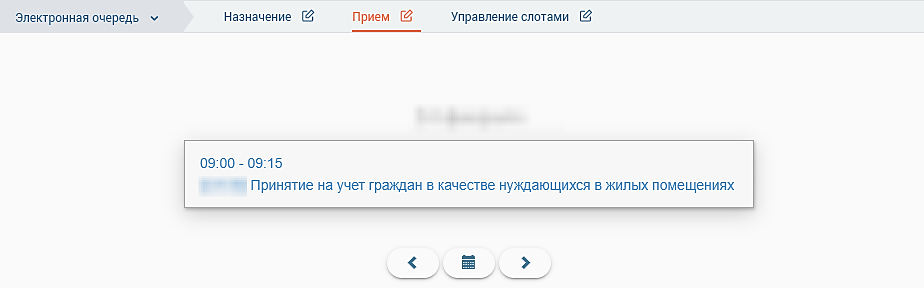 Электронная очередь
Назначение
Прием
Управление слотами
09:00 - 09:15
Принятие на учет граждан в качестве нуждающихся в жилых помещениях